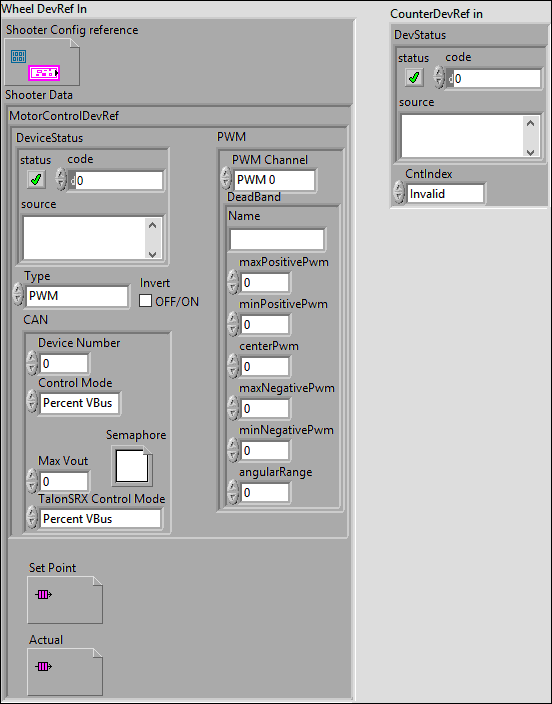 Wheel DevRef In
Shooter Config reference
Shooter Data
MotorControlDevRef
DeviceStatus
status code
0
source
Type
PWM
Invert
OFF/ON
CAN
Device Number
0
Control Mode
Percent VBus
Semaphore
Max Vout
0
TalonSRX Control Mode
Percent VBus
PWM
PWM Channel
PWM 0
DeadBand
Name
maxPositivePwm
0
minPositivePwm
0
centerPwm
0
maxNegativePwm
0
minNegativePwm
0
angularRange
0
Set Point
Actual
CounterDevRef in
DevStatus
status code
0
source
CntIndex
Invalid